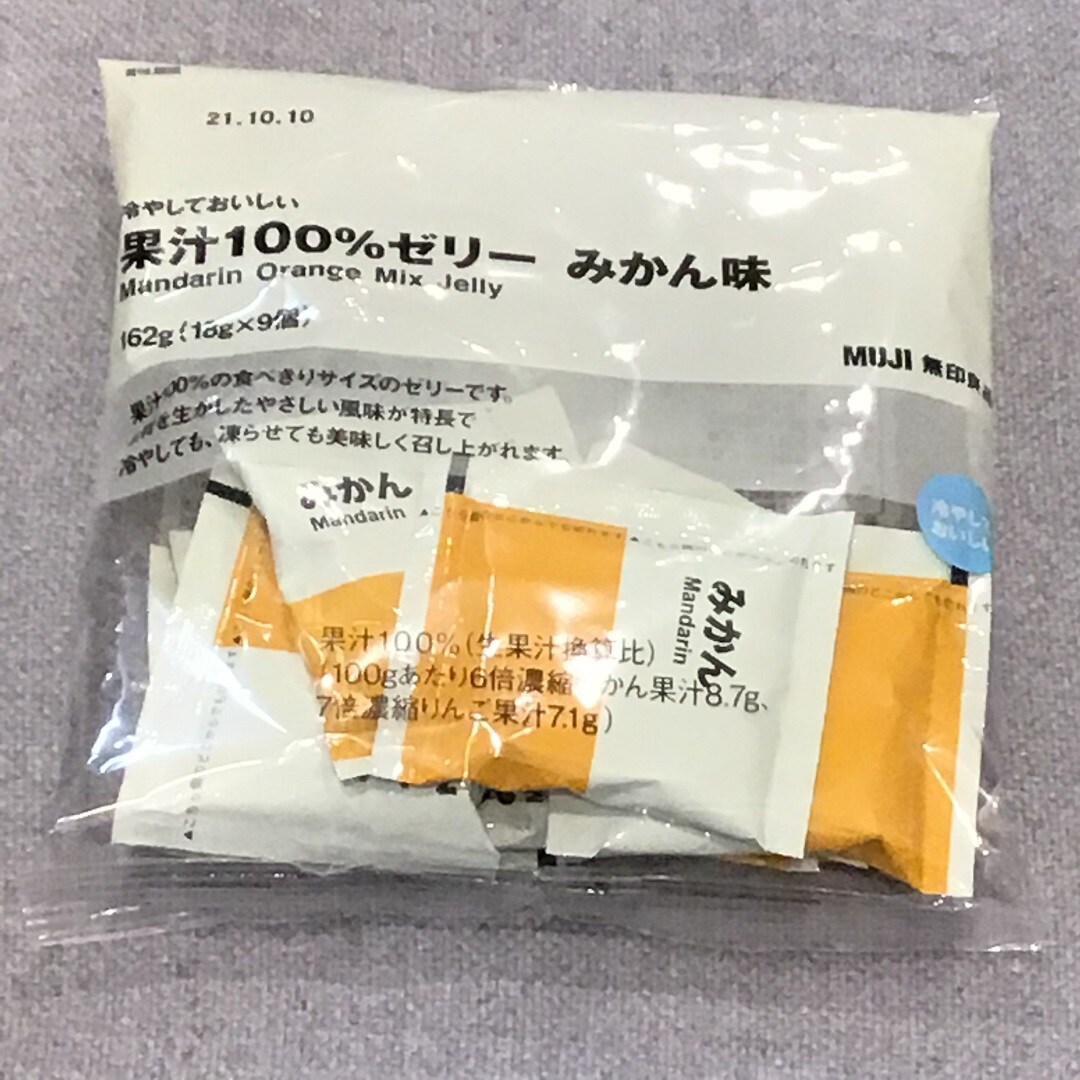 賞味期限
21.10.10
冷やしておいしい
果汁100%ゼリー みかん味
Mandarin Orange Mix Jelly
162g(18g×9個)
MUJI 無印良品
果汁100%の食べきりサイズのゼリーです。
を生かしたやさしい風味が特長で
冷やしても、凍らせても美味しく召し上がれます
冷やして
おいしい
みかん
Mandarin
みかん
Mandarin
果汁100%(生果汁換算比)
(100gあたり6倍濃縮 かん果汁8.7g、
7倍濃縮りんご果汁7.1g)